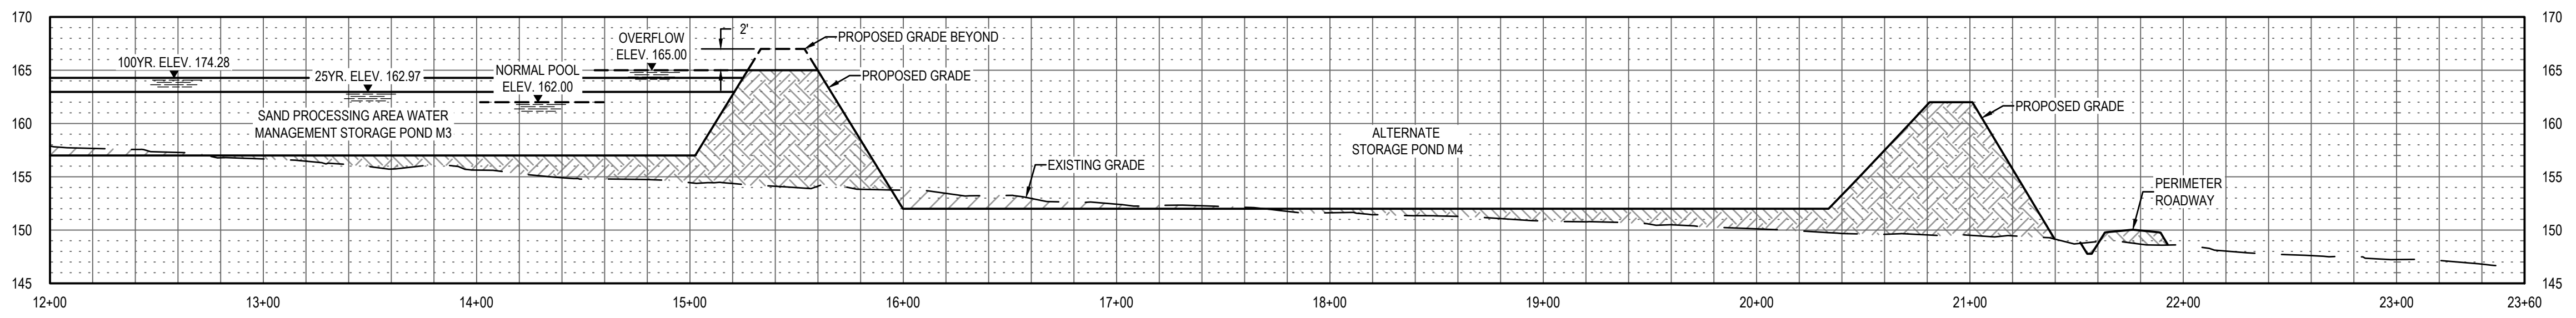 170
170
2'
OVERFLOW
ELEV. 165.00
PROPOSED GRADE BEYOND
100YR. ELEV. 174.28
165
25YR. ELEV. 162.97
NORMAL POOL
ELEV. 162.00
PROPOSED GRADE
165
SAND PROCESSING AREA WATER
MANAGEMENT STORAGE POND M3
160
ALTERNATE
STORAGE POND M4
PROPOSED GRADE
160
155
EXISTING GRADE
PERIMETER
ROADWAY
155
150
150
145
145
12+00 13+00 14+00 15+00 16+00 17+00 18+00 19+00 20+00 21+00 22+00 23+00 23+60